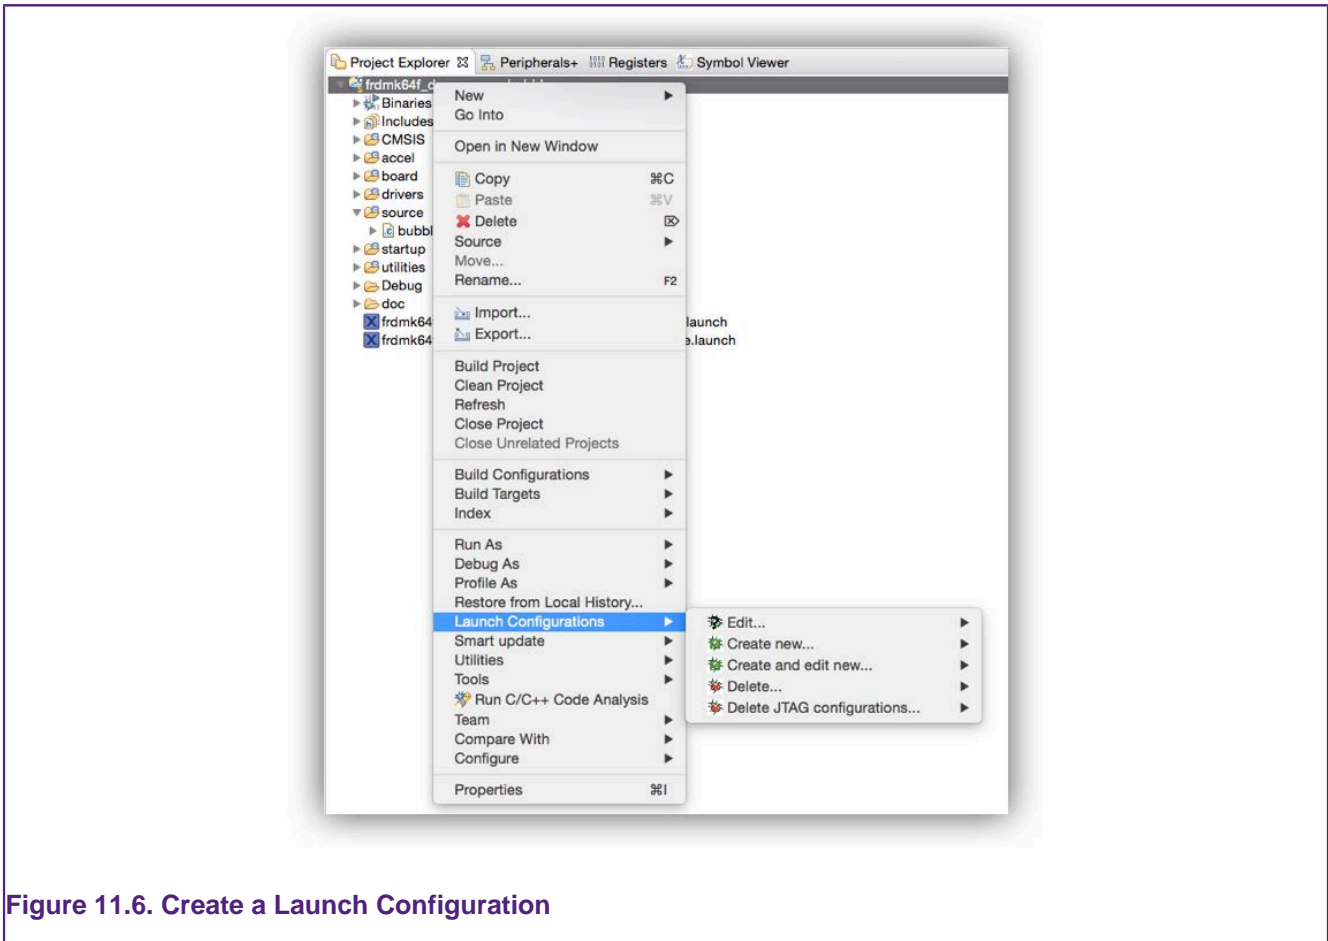 Project Explorer Peripherals+ Registers Symbol Viewer
frdmk64f_d
Binaries
Includes
CMSIS
accel
board
drivers
source
bubbl
startup
utilities
Debug
doc
frdmk64 launch
frdmk64 e.launch
New
Go Into
Open in New Window
Copy ⌘C
Paste ⌘V
Delete ⌦
Source
Move...
Rename... F2
Import...
Export...
Build Project
Clean Project
Refresh
Close Project
Close Unrelated Projects
Build Configurations
Build Targets
Index
Run As
Debug As
Profile As
Restore from Local History...
Launch Configurations
Smart update
Utilities
Tools
Run C/C++ Code Analysis
Team
Compare With
Configure
Properties ⌘I
Edit...
Create new...
Create and edit new...
Delete...
Delete JTAG configurations...
Figure 11.6. Create a Launch Configuration